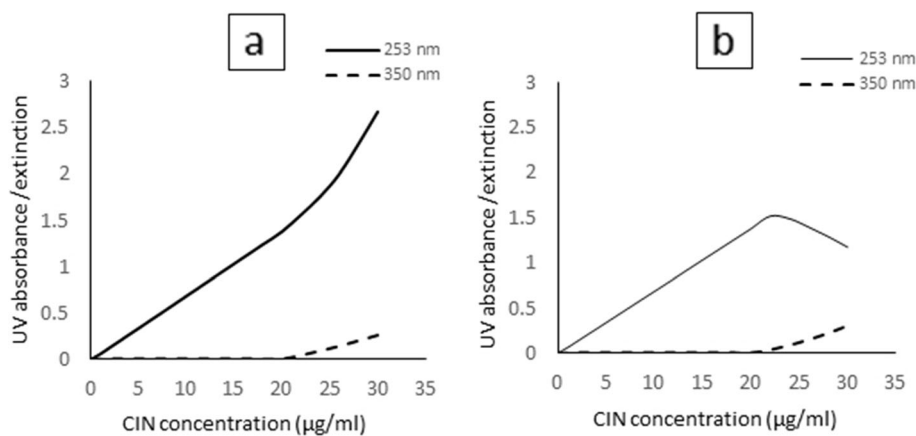 a
253 nm
350 nm
UV absorbance /extinction
3
2.5
2
1.5
1
0.5
0
0 5 10 15 20 25 30 35
CIN concentration (µg/ml)
b
253 nm
350 nm
UV absorbance /extinction
3
2.5
2
1.5
1
0.5
0
0 5 10 15 20 25 30 35
CIN concentration (µg/ml)